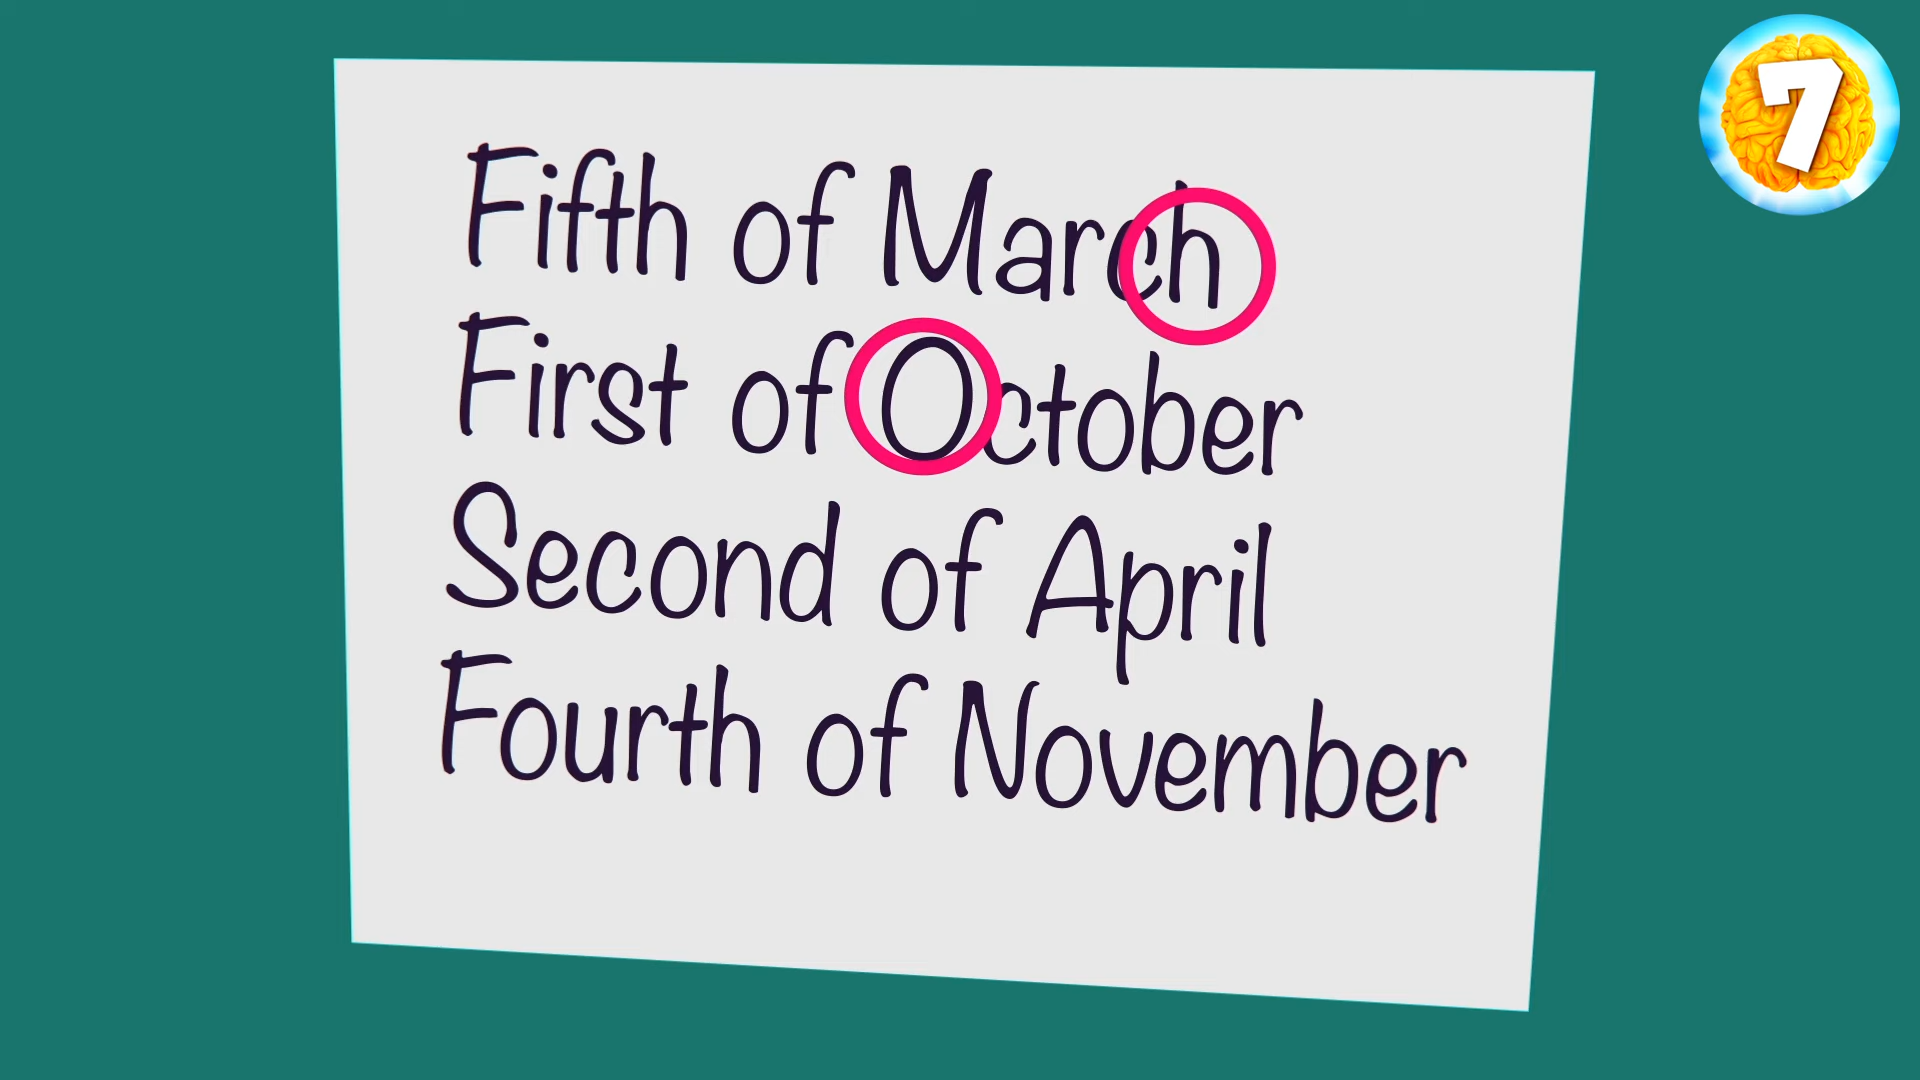 Fifth of March
First of October
Second of April
Fourth of November
7